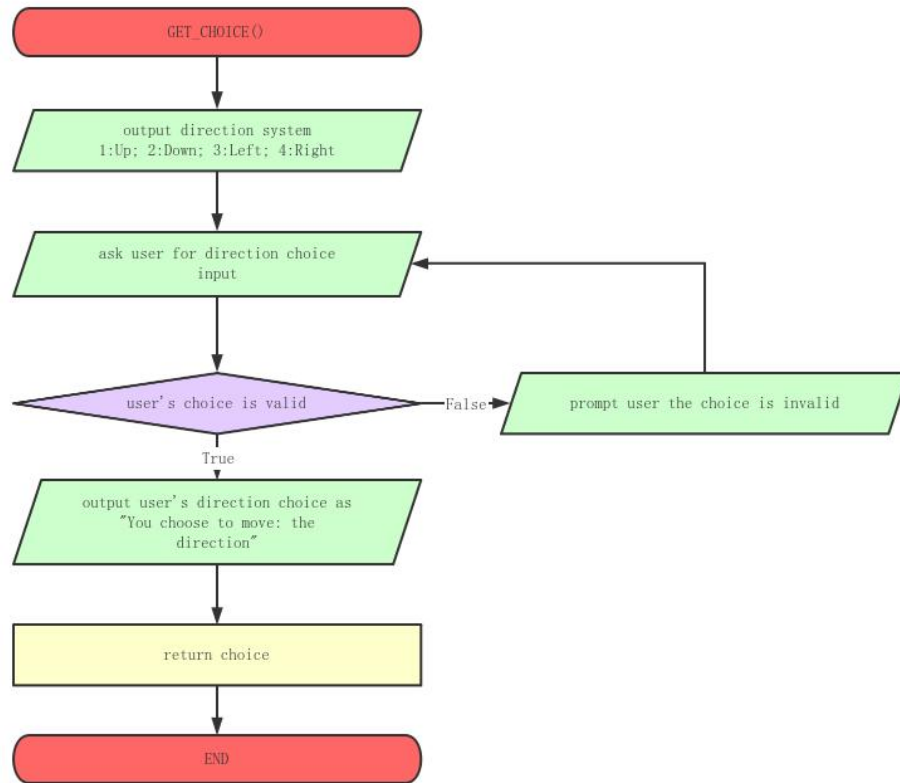 GET_CHOICE()
output direction system
1:Up; 2:Down; 3:Left; 4:Right
ask user for direction choice
input
user's choice is valid
False
prompt user the choice is invalid
True
output user's direction choice as
"You choose to move: the
direction"
return choice
END